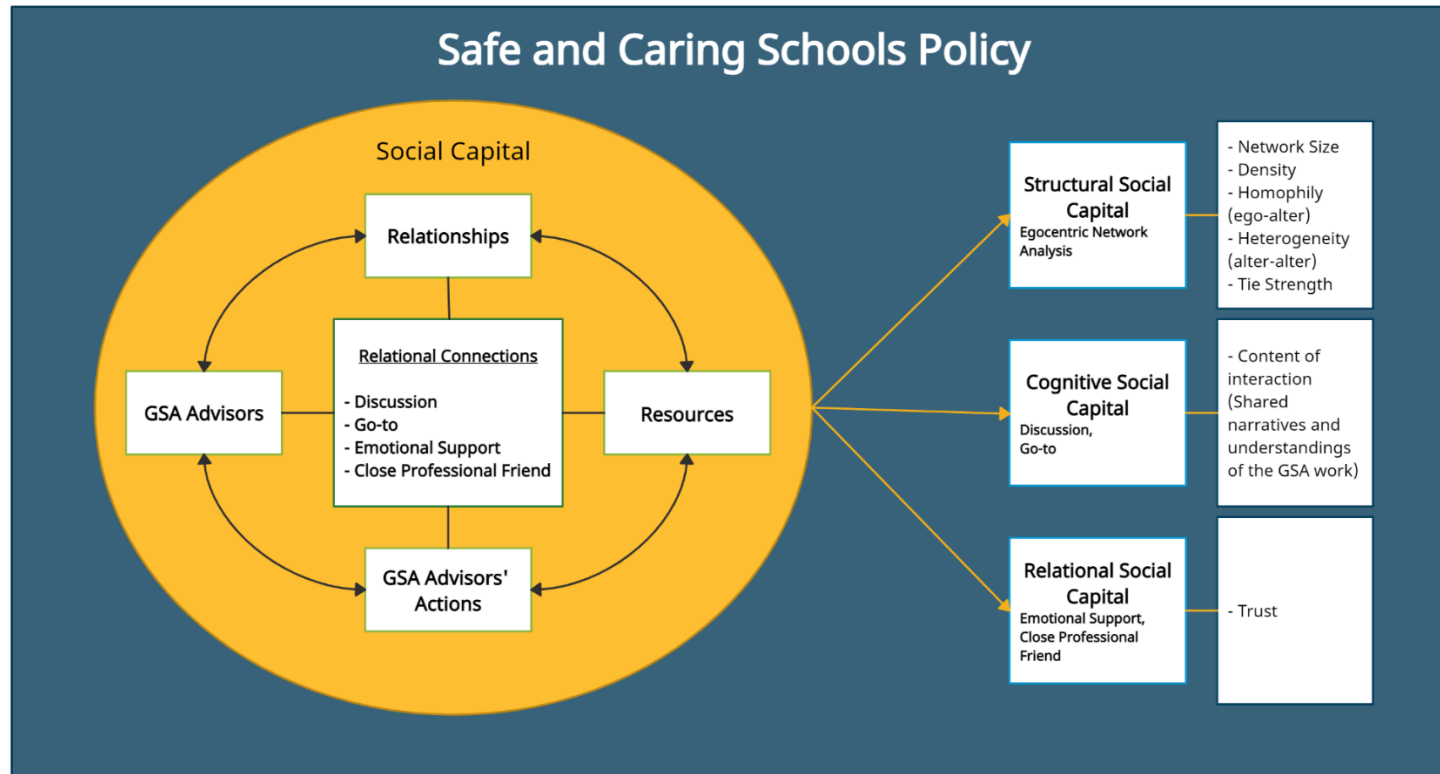 Safe and Caring Schools Policy
Social Capital
Relationships
Relational Connections
- Discussion
- Go-to
- Emotional Support
- Close Professional Friend
GSA Advisors
Resources
GSA Advisors'
Actions
Structural Social
Capital
Egocentric Network
Analysis
- Network Size
- Density
- Homophily
(ego-alter)
- Heterogeneity
(alter-alter)
- Tie Strength
Cognitive Social
Capital
Discussion,
Go-to
- Content of
interaction
(Shared
narratives and
understandings
of the GSA work)
Relational Social
Capital
Emotional Support,
Close Professional
Friend
- Trust